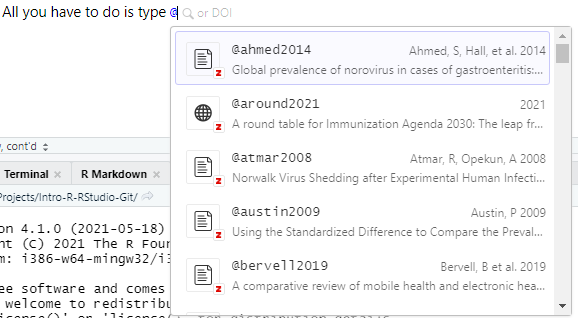 All you have to do is type @ or DOI
@ahmed2014 Ahmed, S, Hall, et al. 2014
Global prevalence of norovirus in cases of gastroenteritis:...
@around2021 2021
A round table for Immunization Agenda 2030: The leap fr...
@atmar2008 Atmar, R, Opekun, A 2008
Norwalk Virus Shedding after Experimental Human Infecti...
@austin2009 Austin, P 2009
Using the Standardized Difference to Compare the Preval...
@bervell2019 Bervell, B et al. 2019
A comparative review of mobile health and electronic hea...
, cont'd
Terminal × R Markdown ×
Projects/Intro-R-RStudio-Git/
on 4.1.0 (2021-05-18)
nt (C) 2021 The R Foun
m: i386-w64-mingw32/i3
ee software and comes
welcome to redistribu